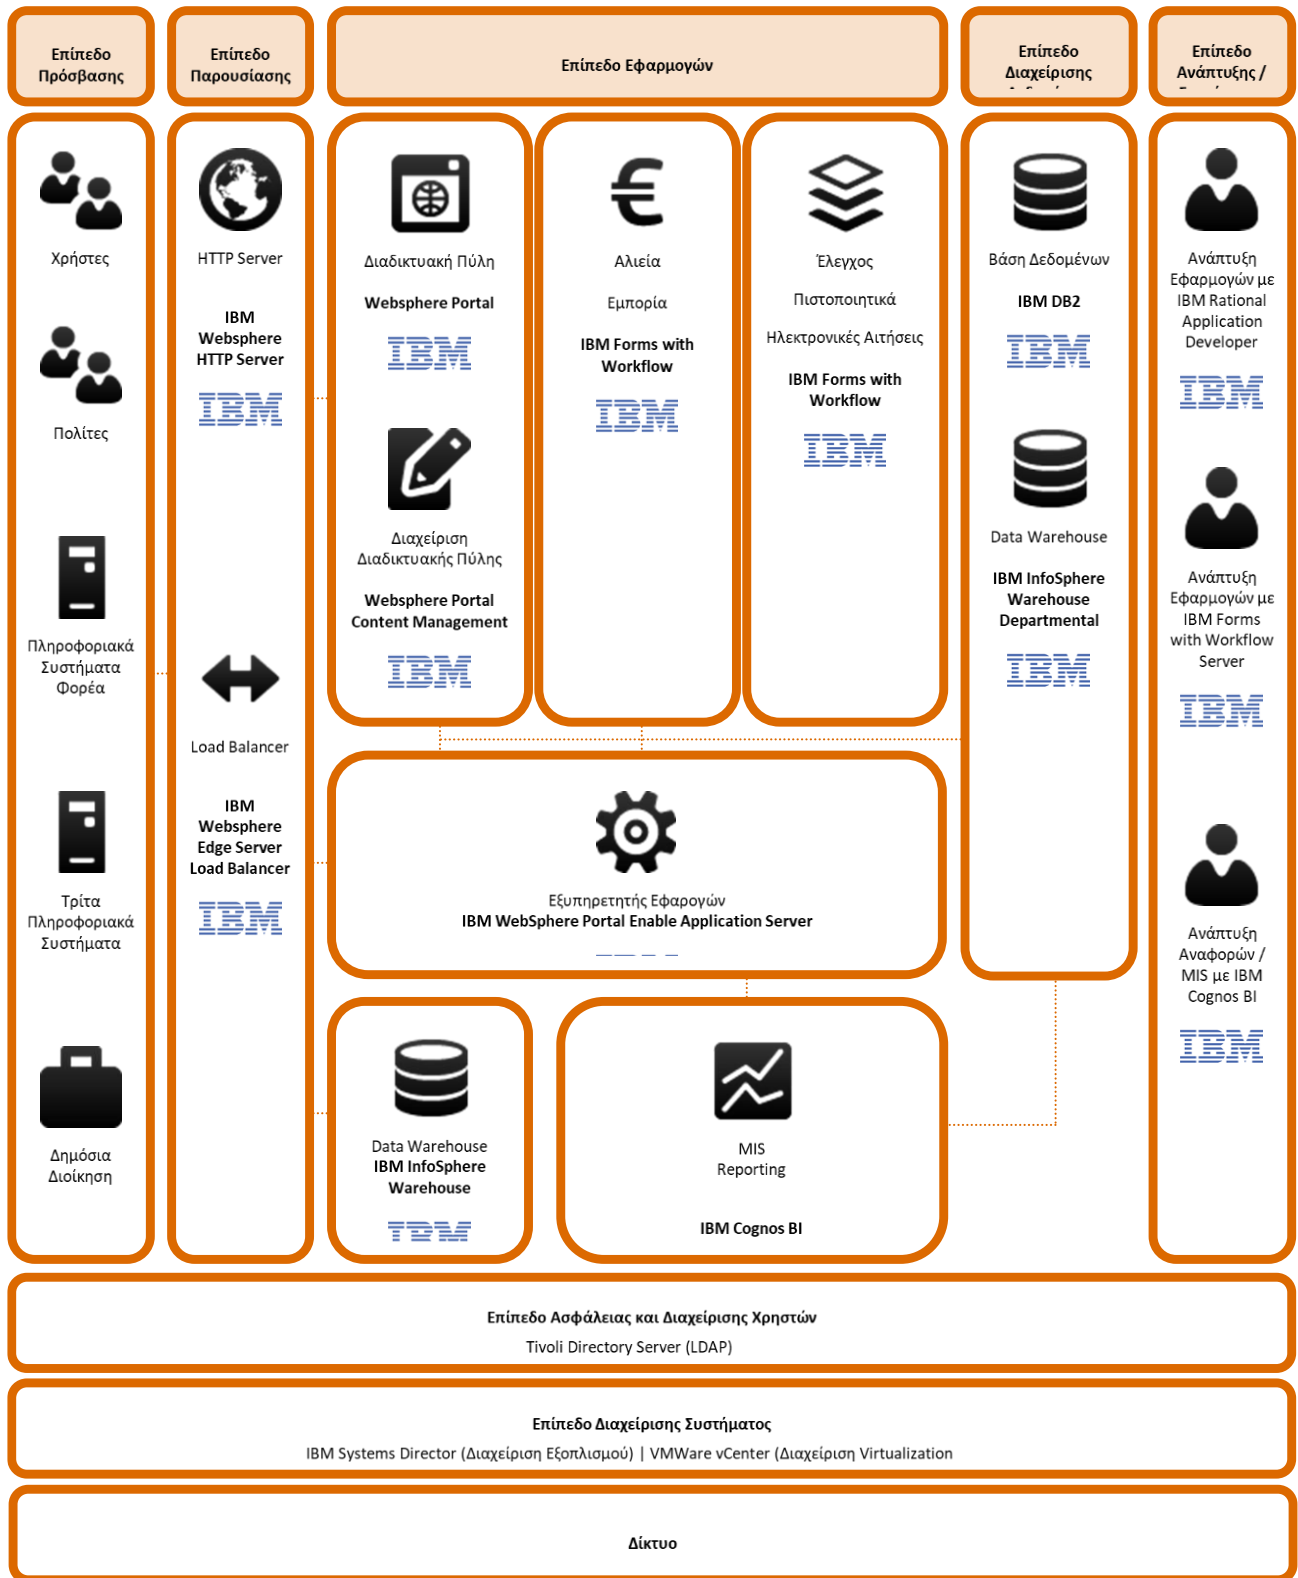 Επίπεδο
Πρόσβασης
Επίπεδο
Παρουσίασης
Επίπεδο Εφαρμογών
Επίπεδο
Διαχείρισης
Επίπεδο
Ανάπτυξης /
Χρήστες
Πολίτες
Πληροφοριακά
Συστήματα
Φορέα
Τρίτα
Πληροφοριακά
Συστήματα
Δημόσια
Διοίκηση
HTTP Server
IBM
Websphere
HTTP Server
IBM
Load Balancer
IBM
Websphere
Edge Server
Load Balancer
IBM
Διαδικτυακή Πύλη
Websphere Portal
IBM
Διαχείριση
Διαδικτυακής Πύλης
Websphere Portal
Content Management
IBM
Αλιεία
Εμπορία
IBM Forms with
Workflow
IBM
Έλεγχος
Πιστοποιητικά
Ηλεκτρονικές Αιτήσεις
IBM Forms with
Workflow
IBM
Εξυπηρετητής Εφαρογών
IBM WebSphere Portal Enable Application Server
Data Warehouse
IBM InfoSphere
Warehouse
IBM
MIS
Reporting
IBM Cognos BI
Βάση Δεδομένων
IBM DB2
IBM
Data Warehouse
IBM InfoSphere
Warehouse
Departmental
IBM
Ανάπτυξη
Εφαρμογών με
IBM Rational
Application
Developer
IBM
Ανάπτυξη
Εφαρμογών με
IBM Forms
with Workflow
Server
IBM
Ανάπτυξη
Αναφορών /
MIS με IBM
Cognos BI
IBM
Επίπεδο Ασφάλειας και Διαχείρισης Χρηστών
Tivoli Directory Server (LDAP)
Επίπεδο Διαχείρισης Συστήματος
IBM Systems Director (Διαχείριση Εξοπλισμού) | VMWare vCenter (Διαχείριση Virtualization
Δίκτυο